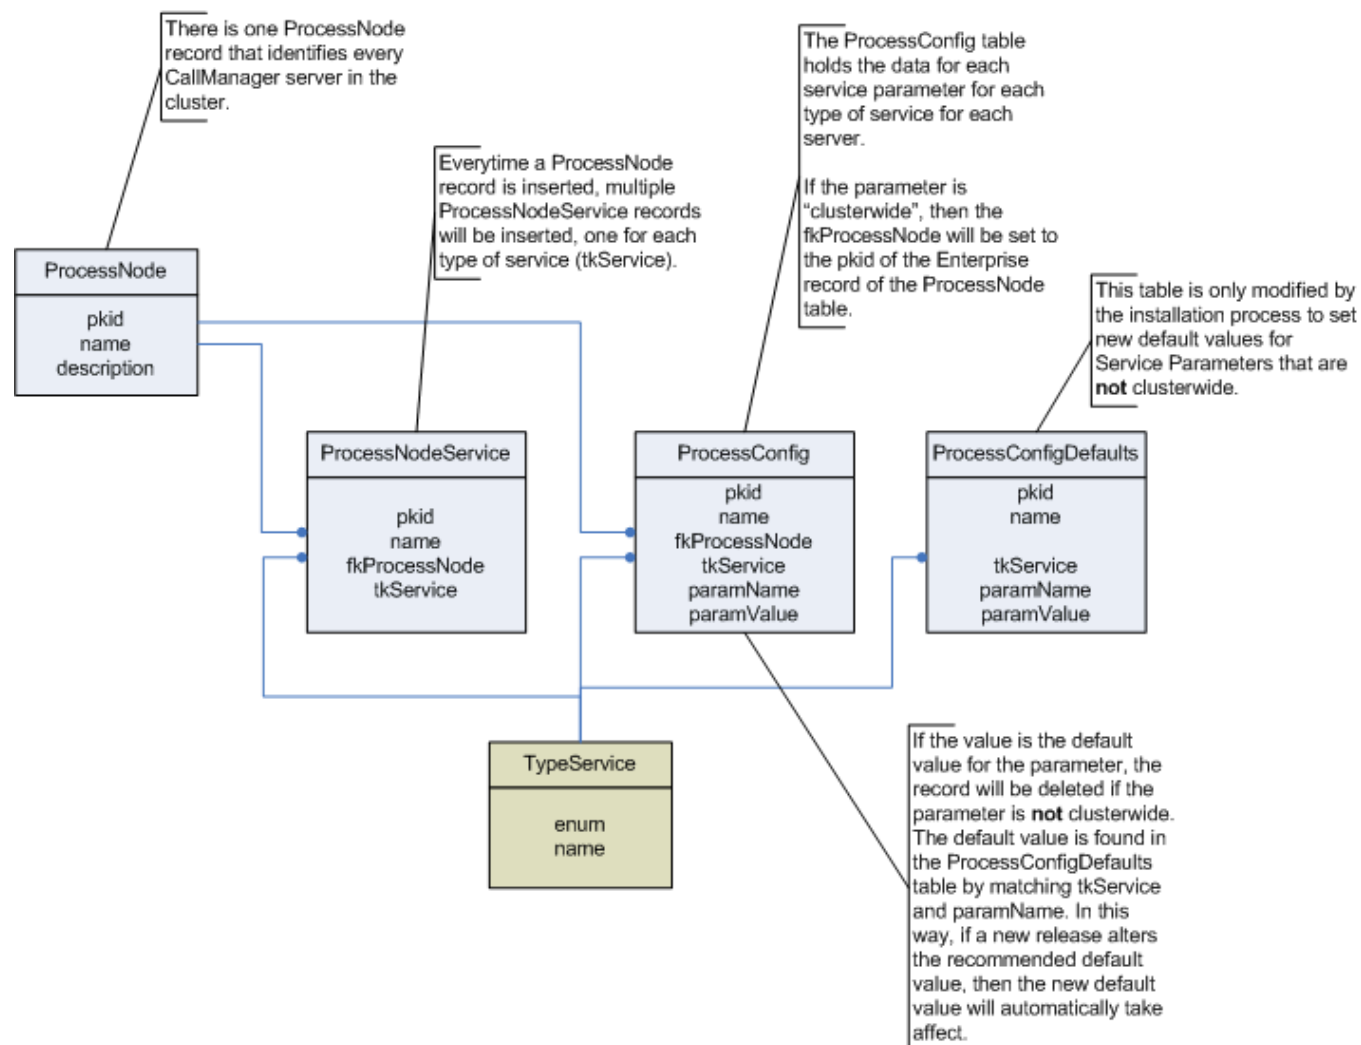 There is one ProcessNode
record that identifies every
CallManager server in the
cluster.
The ProcessConfig table
holds the data for each
service parameter for each
type of service for each
server.
If the parameter is
“clusterwide”, then the
fkProcessNode will be set to
the pkid of the Enterprise
record of the ProcessNode
table.
Everytime a ProcessNode
record is inserted, multiple
ProcessNodeService records
will be inserted, one for each
type of service (tkService).
This table is only modified by
the installation process to set
new default values for
Service Parameters that are
not clusterwide.
ProcessNode
pkid
name
description
ProcessNodeService
pkid
name
fkProcessNode
tkService
ProcessConfig
pkid
name
fkProcessNode
tkService
paramName
paramValue
ProcessConfigDefaults
pkid
name
tkService
paramName
paramValue
TypeService
enum
name
If the value is the default
value for the parameter, the
record will be deleted if the
parameter is not clusterwide.
The default value is found in
the ProcessConfigDefaults
table by matching tkService
and paramName. In this
way, if a new release alters
the recommended default
value, then the new default
value will automatically take
affect.